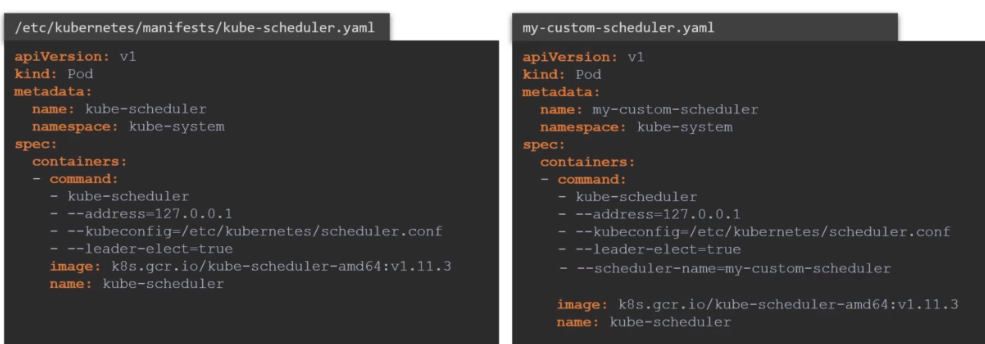 /etc/kubernetes/manifests/kube-scheduler.yaml
apiVersion: v1
kind: Pod
metadata:
  name: kube-scheduler
  namespace: kube-system
spec:
  containers:
  - command:
    - kube-scheduler
    - --address=127.0.0.1
    - --kubeconfig=/etc/kubernetes/scheduler.conf
    - --leader-elect=true
    image: k8s.gcr.io/kube-scheduler-amd64:v1.11.3
    name: kube-scheduler
my-custom-scheduler.yaml
apiVersion: v1
kind: Pod
metadata:
  name: my-custom-scheduler
  namespace: kube-system
spec:
  containers:
  - command:
    - kube-scheduler
    - --address=127.0.0.1
    - --kubeconfig=/etc/kubernetes/scheduler.conf
    - --leader-elect=true
    - --scheduler-name=my-custom-scheduler
    image: k8s.gcr.io/kube-scheduler-amd64:v1.11.3
    name: kube-scheduler